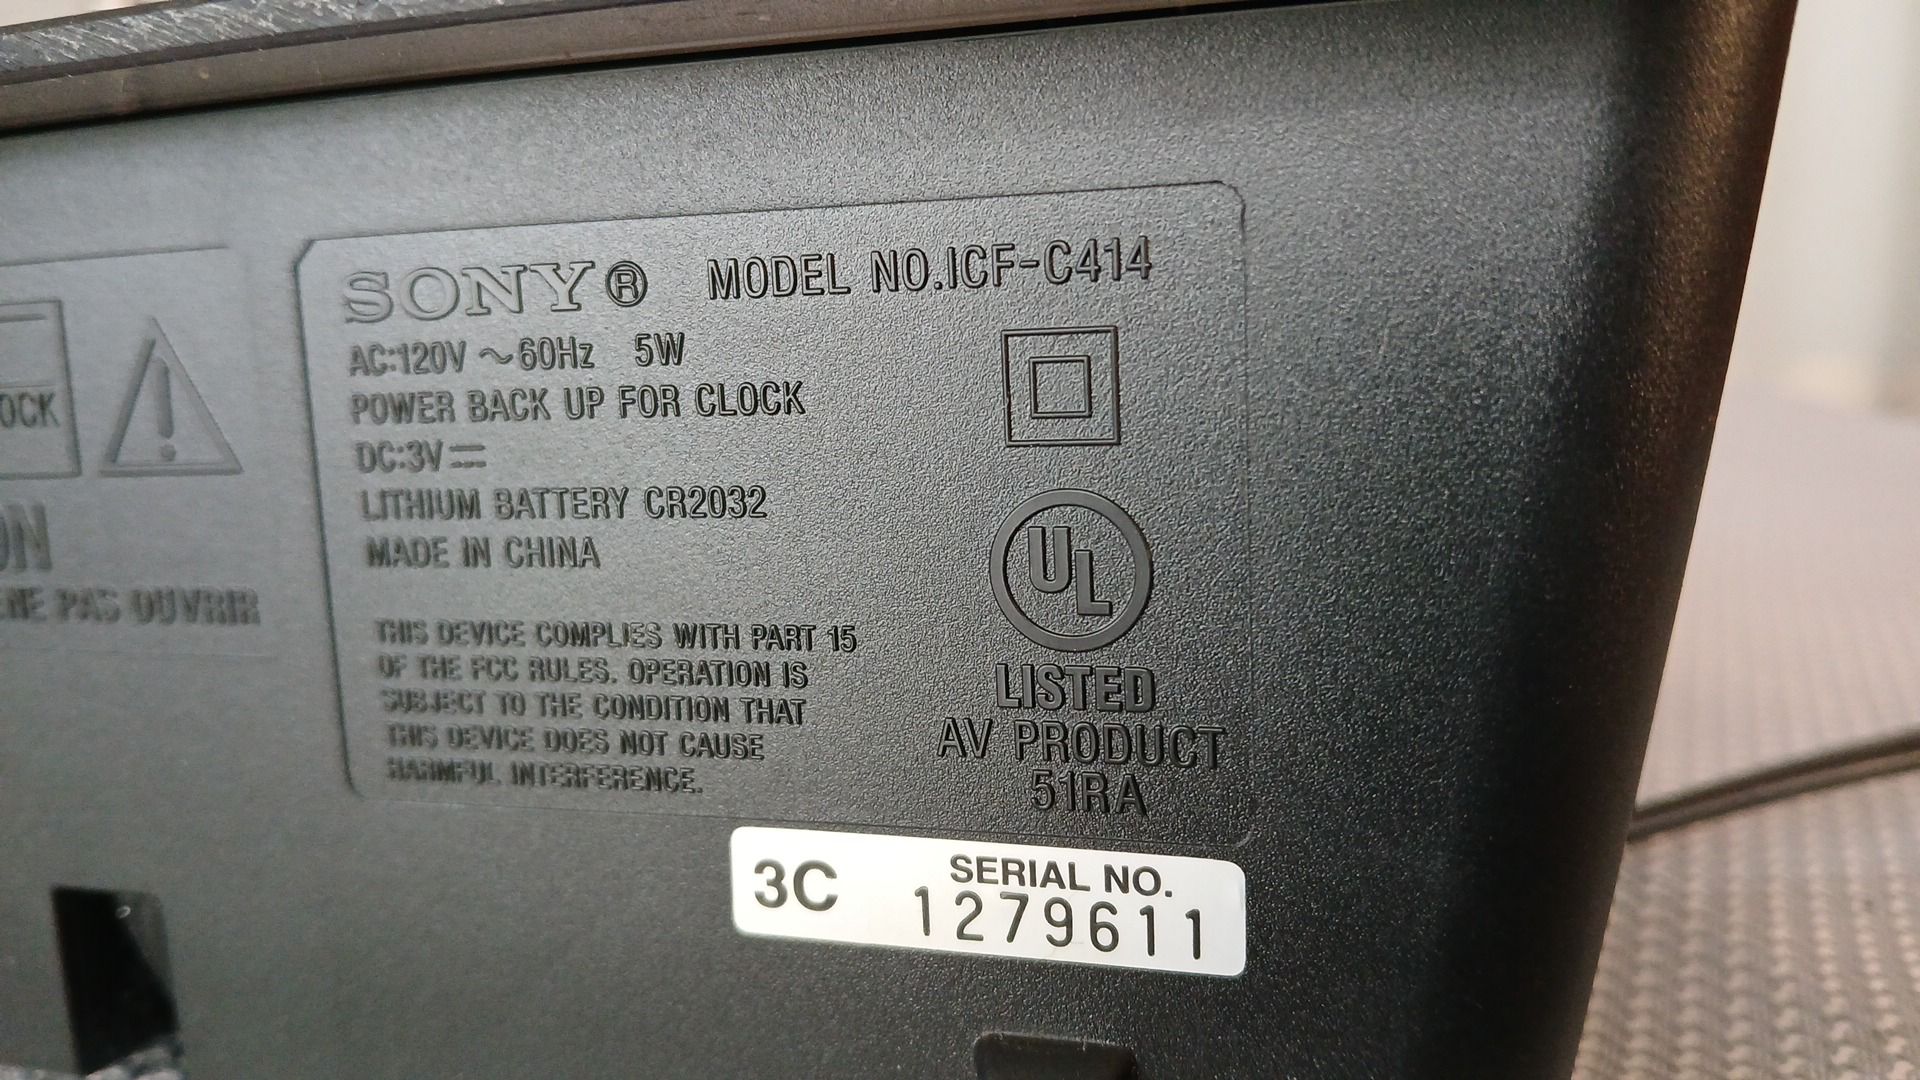 SONY® MODEL NO.ICF-C414
AC:120V ~60Hz 5W
POWER BACK UP FOR CLOCK
DC:3V⎓
LITHIUM BATTERY CR2032
MADE IN CHINA
THIS DEVICE COMPLIES WITH PART 15
OF THE FCC RULES. OPERATION IS
SUBJECT TO THE CONDITION THAT
THIS DEVICE DOES NOT CAUSE
HARMFUL INTERFERENCE.
UL
LISTED
AV PRODUCT
51RA
OCK
ON
NE PAS OUVRIR
3C SERIAL NO.
1279611